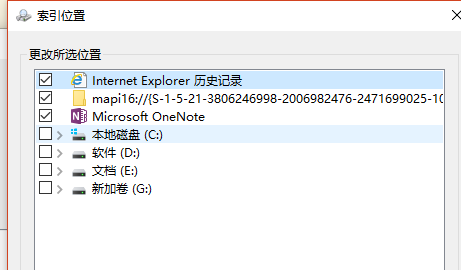 索引位置
更改所选位置
Internet Explorer 历史记录
mapi16://{S-1-5-21-3806246998-2006982476-2471699025-10
Microsoft OneNote
本地磁盘 (C:)
软件 (D:)
文档 (E:)
新加卷 (G:)